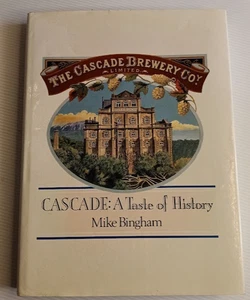 THE CASCADE BREWERY COY.
LIMITED
CASCADE: A Taste of History
Mike Bingham